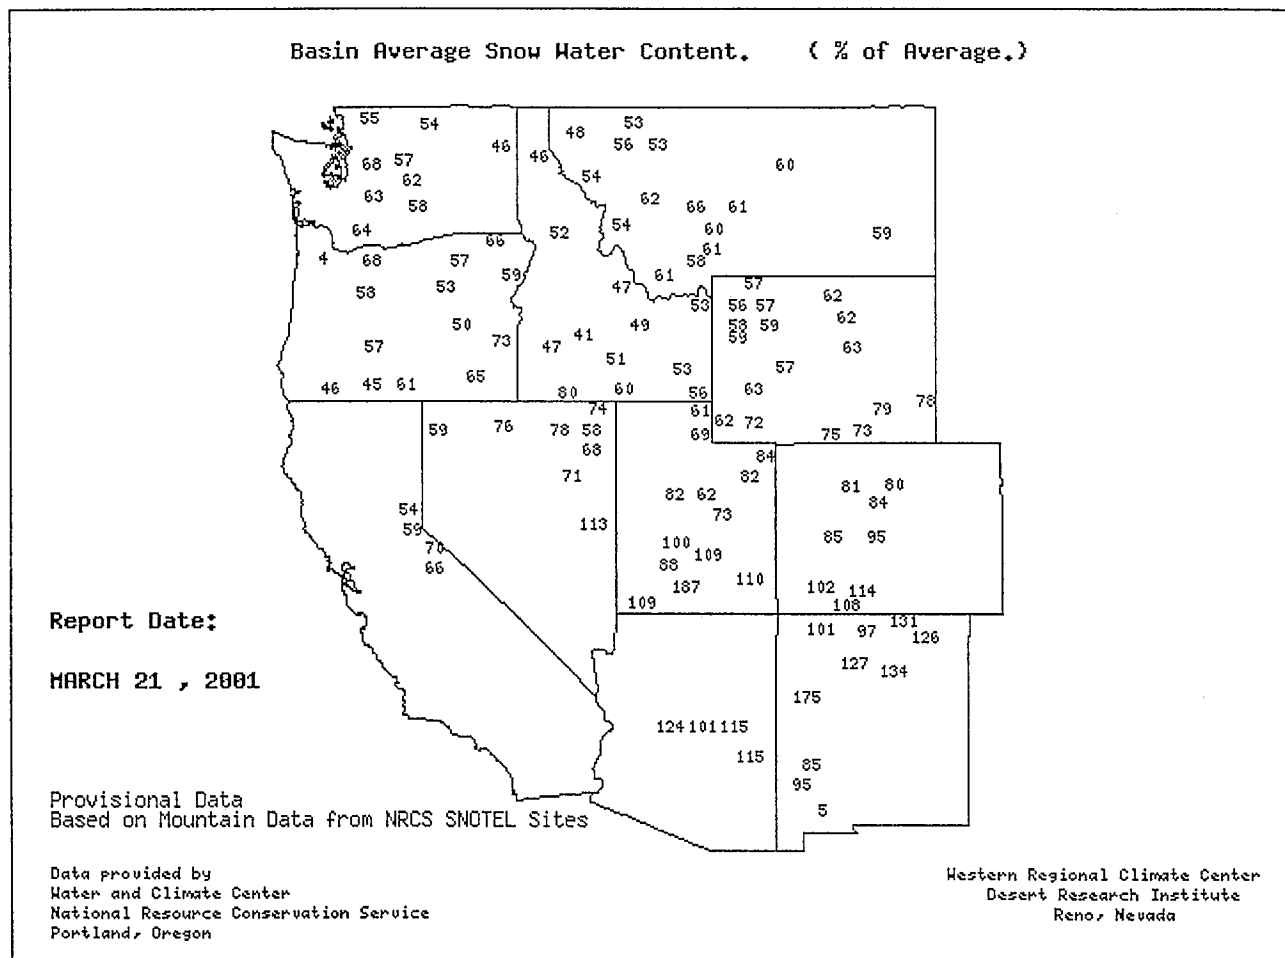 Basin Average Snow Water Content. ( % of Average.)
55 54 53
48
46 56 53
46
68 57 60
54
62
63 62
58 66 61
54
64 60
52 59
66 61
4 68 57 58
59 61
57
53 47
58 62
53 56 57
62
50 49 58 59
41 59
73
57 47 63
51
57
53
65
46 45 61 63
80 60 56
78
74 61 79
62 72
59 76 78 58 69 75 73
68
84
71 82
81 80
82 62
84
54 73
113
59 85 95
70 100
109
66 88
110
187 102 114
109 108
Report Date:
131
101 97
126
127
134
MARCH 21 , 2001
175
124 101 115
115
85
95
Provisional Data
5
Based on Mountain Data from NRCS SNOTEL Sites
Data provided by
Water and Climate Center
National Resource Conservation Service
Portland, Oregon
Western Regional Climate Center
Desert Research Institute
Reno, Nevada